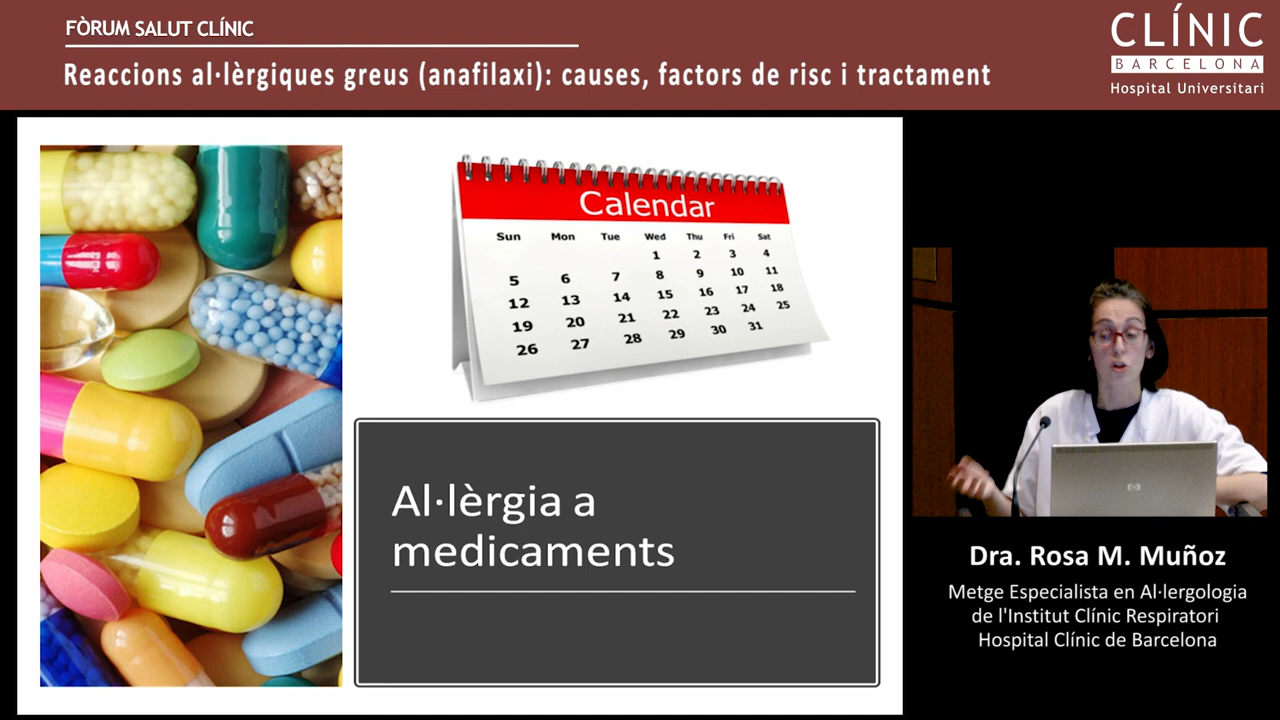 FÒRUM SALUT CLÍNIC
Reaccions al·lèrgiques greus (anafilaxi): causes, factors de risc i tractament
CLÍNIC
BARCELONA
Hospital Universitari
Calendar
Sun Mon Tue Wed Thu Fri Sat
1 2 3 4
5 6 7 8 9 10 11
12 13 14 15 16 17 18
19 20 21 22 23 24 25
26 27 28 29 30 31
Al·lèrgia a
medicaments
hp
Dra. Rosa M. Muñoz
Metge Especialista en Al·lergologia
de l'Institut Clínic Respiratori
Hospital Clínic de Barcelona